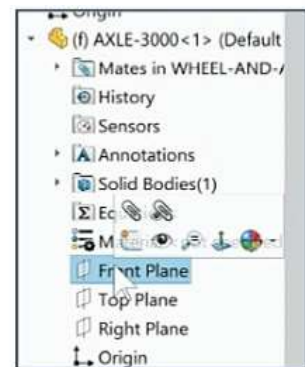 Origin
(f) AXLE-3000<1> (Default
Mates in WHEEL-AND-
History
Sensors
Annotations
Solid Bodies(1)
Front Plane
Top Plane
Right Plane
Origin